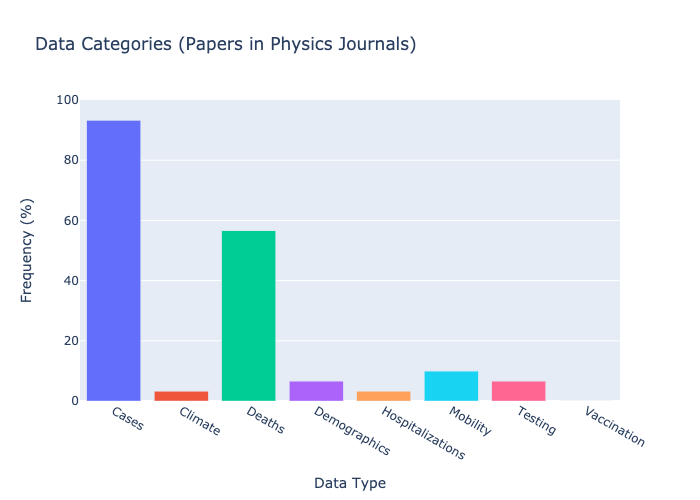 Data Categories (Papers in Physics Journals)
100
80
60
40
20
0
Frequency (%)
Cases
Climate
Deaths
Demographics
Hospitalizations
Mobility
Testing
Vaccination
Data Type